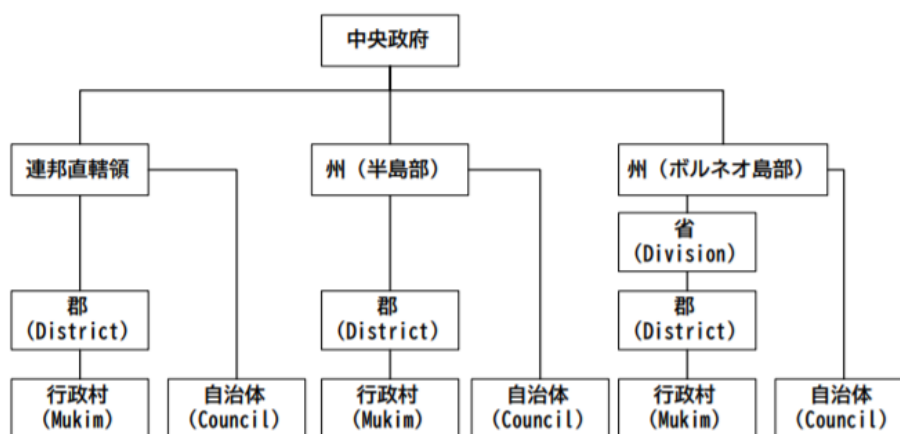 中央政府
連邦直轄領
州（半島部）
州（ボルネオ島部）
省
(Division)
郡
(District)
郡
(District)
郡
(District)
行政村
(Mukim)
自治体
(Council)
行政村
(Mukim)
自治体
(Council)
行政村
(Mukim)
自治体
(Council)